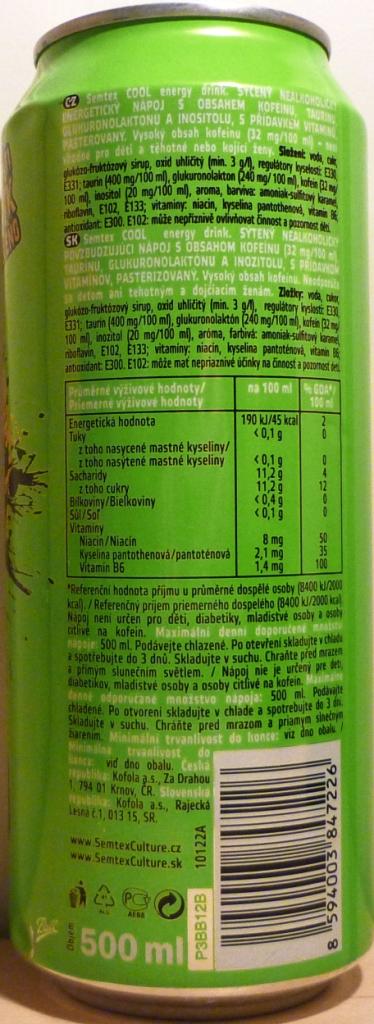 CZ Semtex COOL energy drink. SYCENÝ NEALKOHOLICKÝ
ENERGETICKÝ NÁPOJ S OBSAHEM KOFEINU, TAURINU,
GLUKURONOLAKTONU A INOSITOLU, S PŘÍDAVKEM VITAMINŮ,
PASTEROVANÝ. Vysoký obsah kofeinu (32 mg/100 ml) – není
vhodné pro děti a těhotné nebo kojící ženy. Složení: voda, cukr,
glukózo-fruktózový sirup, oxid uhličitý (min. 3 g/l), regulátory kyselosti: E330,
E331; taurin (400 mg/100 ml), glukuronolakton (240 mg/100 ml), kofein (32 mg/
100 ml), inositol (20 mg/100 ml), aroma, barviva: amoniak-sulfitový karamel,
riboflavin, E102, E133; vitaminy: niacin, kyselina pantothenová, vitamin B6;
antioxidant: E300. E102: může nepříznivě ovlivňovat činnost a pozornost dětí.
SK Semtex COOL energy drink. SÝTENÝ NEALKOHOLICKÝ
POVZBUDZUJÚCI NÁPOJ S OBSAHOM KOFEÍNU (32 mg/100 ml),
TAURÍNU, GLUKURONOLAKTÓNU A INOZITOLU, S PRÍDAVKOM
VITAMÍNOV, PASTERIZOVANÝ. Vysoký obsah kofeínu. Neodporúča
sa deťom ani tehotným a dojčiacim ženám. Zložky: voda, cukor,
glukózo-fruktózový sirup, oxid uhličitý (min. 3 g/l), regulátory kyslosti: E330,
E331; taurín (400 mg/100 ml), glukuronolaktón (240 mg/100 ml), kofeín (32 mg/
100 ml), inozitol (20 mg/100 ml), aróma, farbivá: amoniak-sulfitový karamel,
riboflavín, E102, E133; vitamíny: niacín, kyselina pantoténová, vitamín B6;
antioxidant: E300. E102: môže mať nepriaznivé účinky na činnosť a pozornosť detí.
Průměrné výživové hodnoty/ na 100 ml % GDA*/
Priemerné výživové hodnoty 100 ml
Energetická hodnota 190 kJ/45 kcal 2
Tuky <0,1 g 0
z toho nasycené mastné kyseliny/
z toho nasýtené mastné kyseliny <0,1 g 0
Sacharidy 11,2 g 4
z toho cukry 11,2 g 12
Bílkoviny/Bielkoviny <0,4 g 0
Sůl/Soľ <0,1 g 0
Vitaminy
Niacin/Niacín 8 mg 50
Kyselina pantothenová/pantoténová 2,1 mg 35
Vitamin B6 1,4 mg 100
*Referenční hodnota příjmu u průměrné dospělé osoby (8400 kJ/2000
kcal). / Referenčný príjem priemerného dospelého (8400 kJ/2000 kcal).
Nápoj není určen pro děti, diabetiky, mladistvé osoby a osoby
citlivé na kofein. Maximální denní doporučené množství
nápoje: 500 ml. Podávejte chlazené. Po otevření skladujte v chladu
a spotřebujte do 3 dnů. Skladujte v suchu. Chraňte před mrazem
a přímým slunečním světlem. / Nápoj nie je určený pre deti,
diabetikov, mladistvé osoby a osoby citlivé na kofeín. Maximálne
denné odporúčané množstvo nápoja: 500 ml. Podávajte
chladené. Po otvorení skladujte v chlade a spotrebujte do 3 dní.
Skladujte v suchu. Chráňte pred mrazom a priamym slnečným
žiarením. Minimální trvanlivost do konce: viz dno obalu. /
Minimálna trvanlivosť do
konca: viď dno obalu. Česká
republika: Kofola a.s., Za Drahou
1, 794 01 Krnov, ČR. Slovenská
republika: Kofola a.s., Rajecká
Lesná č.1, 013 15, SR.
www.SemtexCulture.cz
www.SemtexCulture.sk
10122A
Objem
500 ml
P3BB12B
8 594003 847226